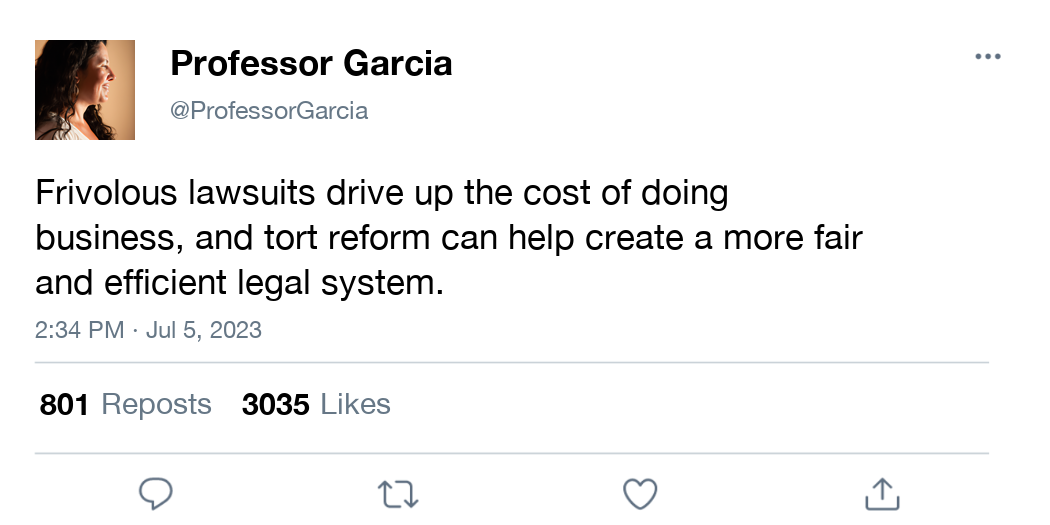 Professor Garcia
@ProfessorGarcia
Frivolous lawsuits drive up the cost of doing
business, and tort reform can help create a more fair
and efficient legal system.
2:34 PM · Jul 5, 2023
801 Reposts 3035 Likes